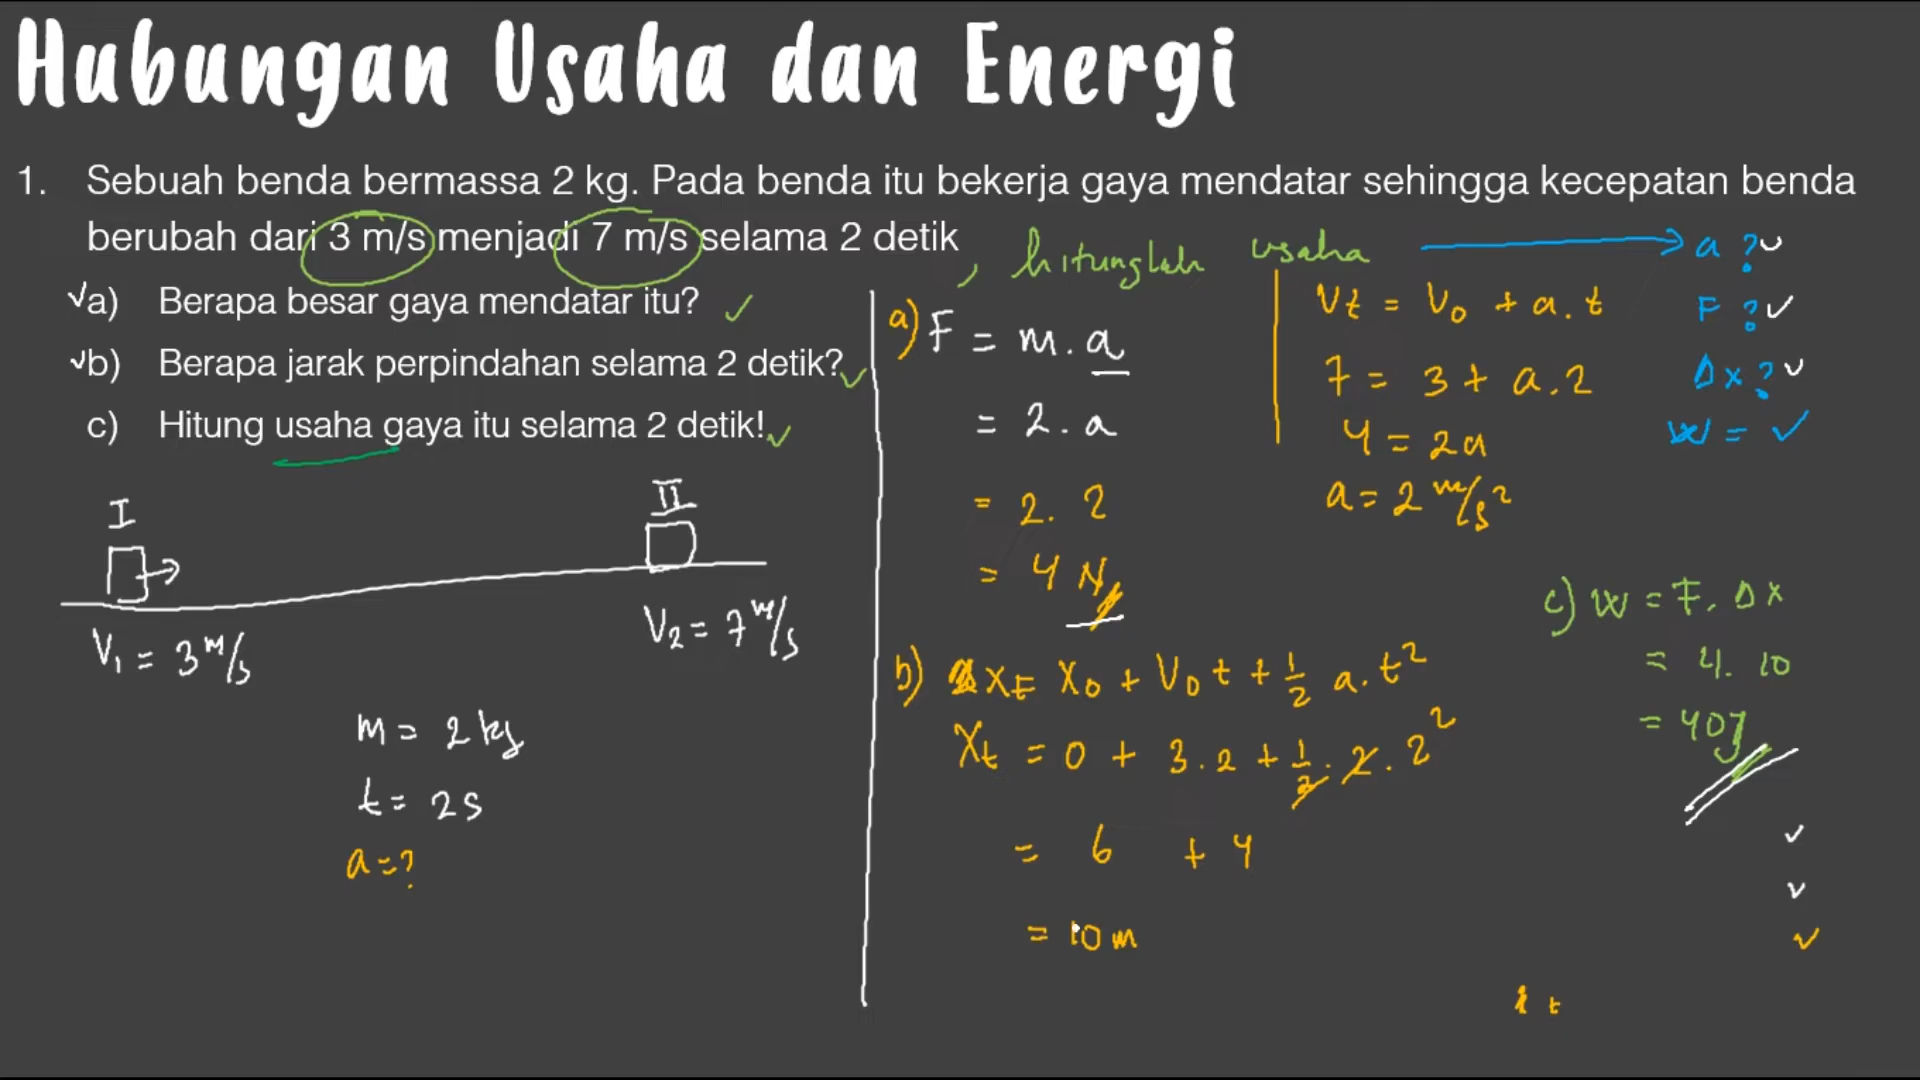 Hubungan Usaha dan Energi
1. Sebuah benda bermassa 2 kg. Pada benda itu bekerja gaya mendatar sehingga kecepatan benda
berubah dari 3 m/s menjadi 7 m/s selama 2 detik
, hitunglah usaha
a) Berapa besar gaya mendatar itu?
b) Berapa jarak perpindahan selama 2 detik?
c) Hitung usaha gaya itu selama 2 detik!
I
II
V₁ = 3 m/s
V₂ = 7 m/s
m = 2 kg
t = 2 s
a = ?
a) F = m . a
= 2 . a
= 2 . 2
= 4 N
Vt = V₀ + a . t
7 = 3 + a . 2
4 = 2a
a = 2 m/s²
a ?
F ?
Δx ?
W =
b) Xt = X₀ + V₀ t + 1/2 a . t²
Xt = 0 + 3 . 2 + 1/2 . 2 . 2²
= 6 + 4
= 10 m
c) W = F . Δx
= 4 . 10
= 40 J